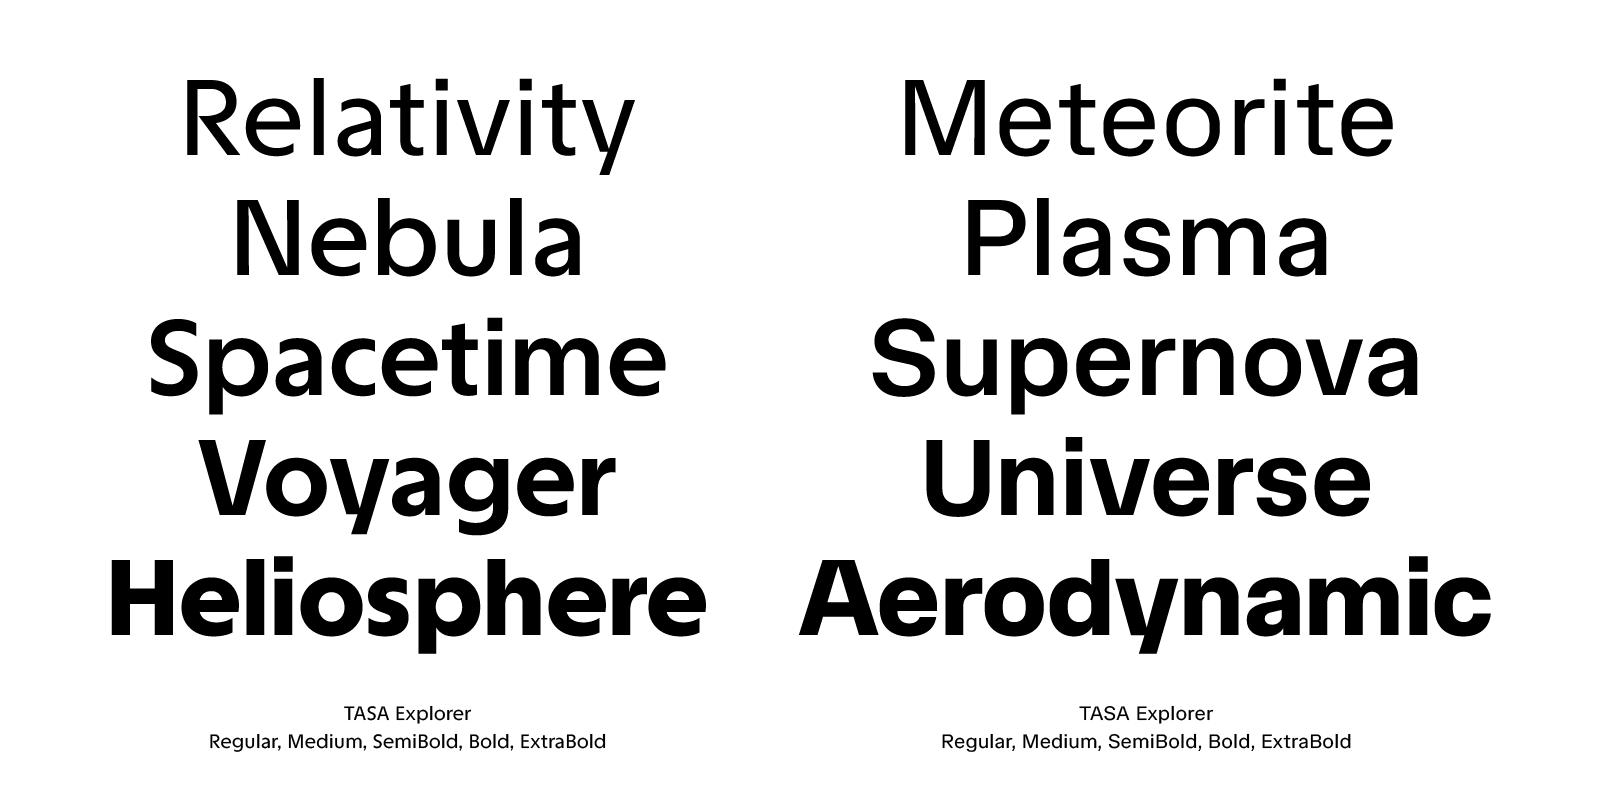 Relativity
Nebula
Spacetime
Voyager
Heliosphere
TASA Explorer
Regular, Medium, SemiBold, Bold, ExtraBold
Meteorite
Plasma
Supernova
Universe
Aerodynamic
TASA Explorer
Regular, Medium, SemiBold, Bold, ExtraBold